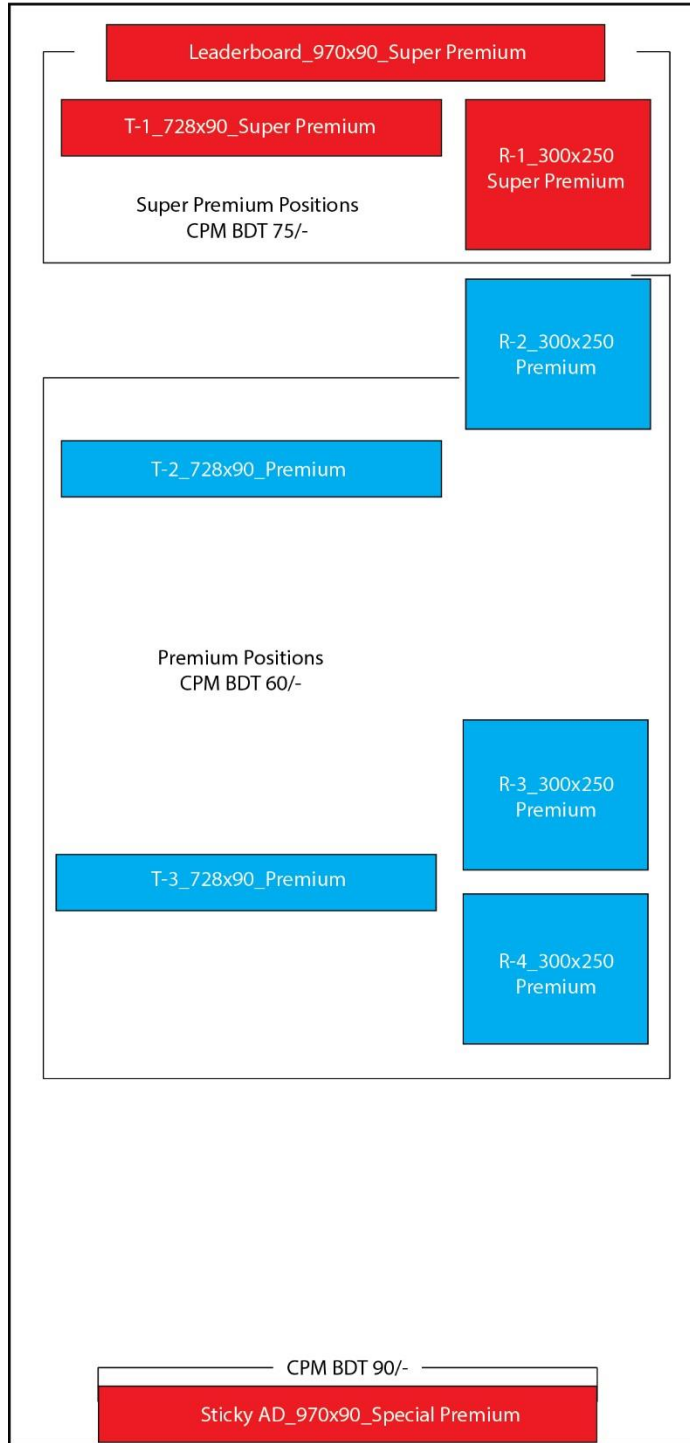 Leaderboard_970x90_Super Premium
T-1_728x90_Super Premium
R-1_300x250
Super Premium
Super Premium Positions
CPM BDT 75/-
R-2_300x250
Premium
T-2_728x90_Premium
Premium Positions
CPM BDT 60/-
R-3_300x250
Premium
T-3_728x90_Premium
R-4_300x250
Premium
CPM BDT 90/-
Sticky AD_970x90_Special Premium